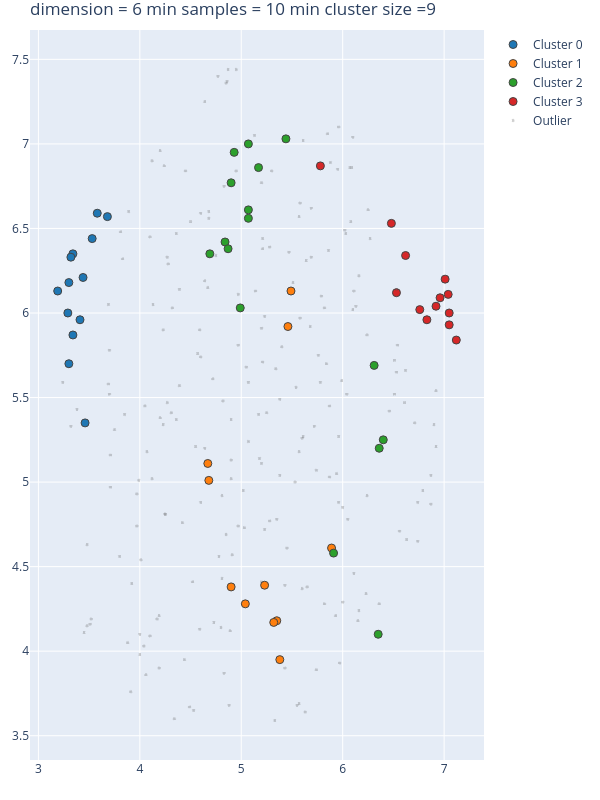 dimension = 6 min samples = 10 min cluster size =9
7.5
7
6.5
6
5.5
5
4.5
4
3.5
3
4
5
6
7
Cluster 0
Cluster 1
Cluster 2
Cluster 3
Outlier